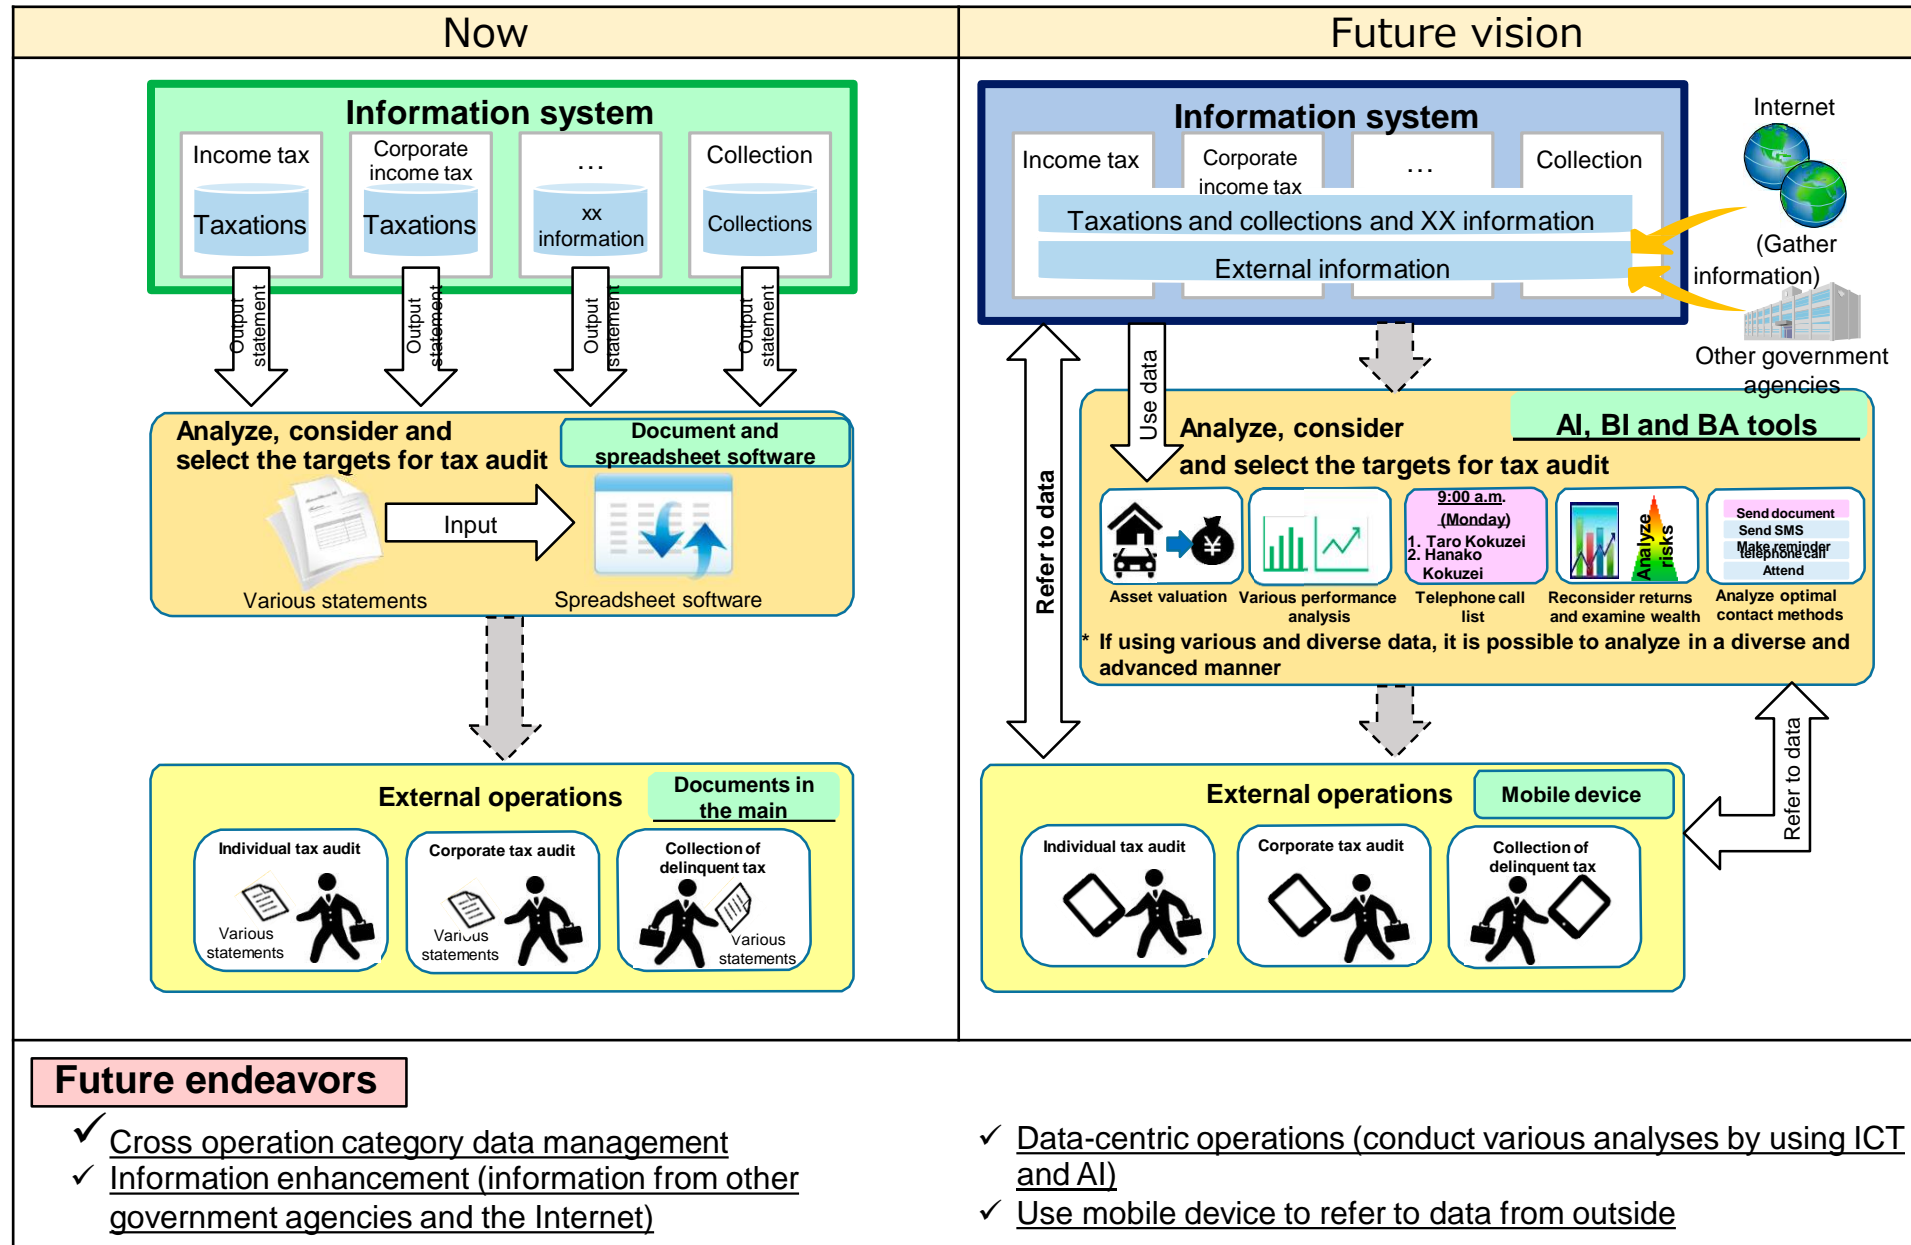 Now
Information system
Income tax
Taxations
Corporate
income tax
Taxations
…
xx
information
Collection
Collections
Output
statement
Output
statement
Output
statement
Output
statement
Analyze, consider and
select the targets for tax audit
Document and
spreadsheet software
Input
Various statements
Spreadsheet software
External operations
Documents in
the main
Individual tax audit
Various
statements
Corporate tax audit
Various
statements
Collection of
delinquent tax
Various
statements
Future vision
Information system
Income tax
Corporate
income tax
…
Collection
Taxations and collections and XX information
External information
Internet
(Gather
information)
Other government
agencies
Refer to data
Use data
Analyze, consider
and select the targets for tax audit
AI, BI and BA tools
¥
Asset valuation
Various performance
analysis
9:00 a.m.
(Monday)
1. Taro Kokuzei
2. Hanako
Kokuzei
Telephone call
list
Analyze
risks
Reconsider returns
and examine wealth
Send document
Send SMS
Make reminder
telephone call
Attend
Analyze optimal
contact methods
* If using various and diverse data, it is possible to analyze in a diverse and
advanced manner
Refer to data
External operations
Mobile device
Individual tax audit
Corporate tax audit
Collection of
delinquent tax
Future endeavors
✓ Cross operation category data management
✓ Information enhancement (information from other
government agencies and the Internet)
✓ Data-centric operations (conduct various analyses by using ICT
and AI)
✓ Use mobile device to refer to data from outside